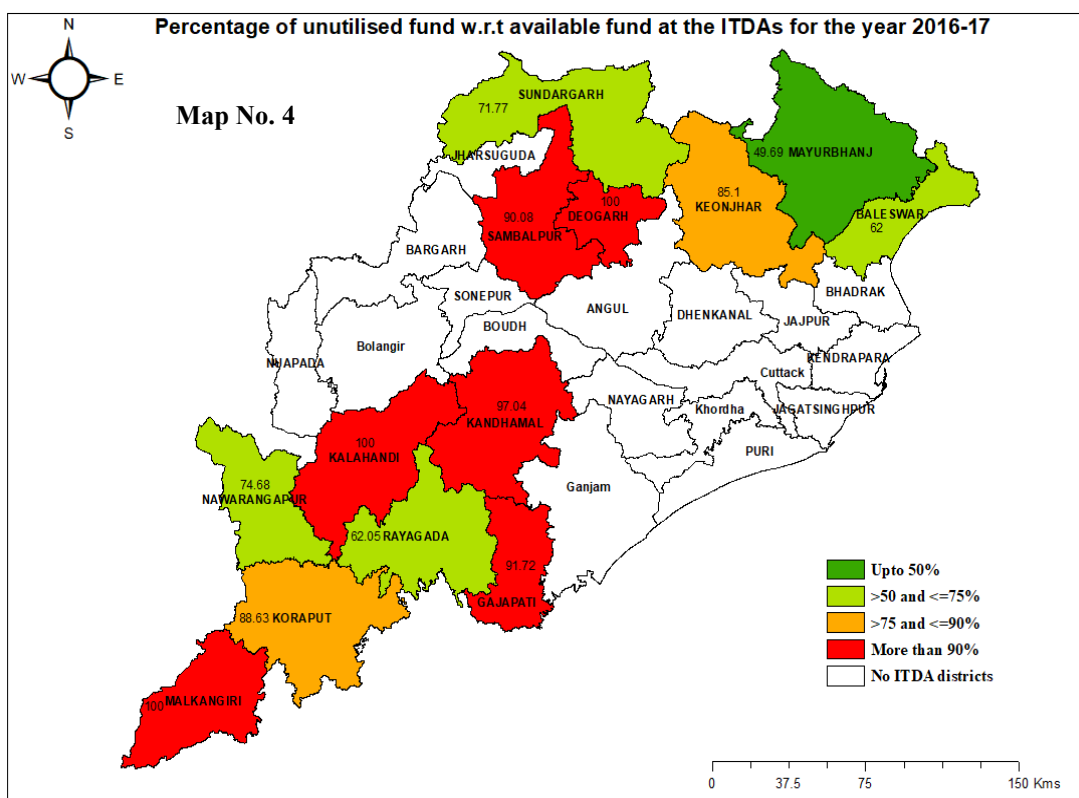 Percentage of unutilised fund w.r.t available fund at the ITDAs for the year 2016-17
N
W
E
S
Map No. 4
SUNDARGARH
71.77
JHARSUGUDA
49.69 MAYURBHANJ
85.1
KEONJHAR
100
DEOGARH
90.08
SAMBALPUR
BALESWAR
62
BARGARH
BHADRAK
SONEPUR
ANGUL
DHENKANAL
JAJPUR
BOUDH
Bolangir
NUAPADA
KENDRAPARA
Cuttack
NAYAGARH
Khordha
JAGATSINGHPUR
97.04
KANDHAMAL
100
KALAHANDI
PURI
74.68
NAWARANGAPUR
Ganjam
62.05 RAYAGADA
91.72
GAJAPATI
88.63 KORAPUT
100 MALKANGIRI
Upto 50%
>50 and <=75%
>75 and <=90%
More than 90%
No ITDA districts
0 37.5 75 150 Kms